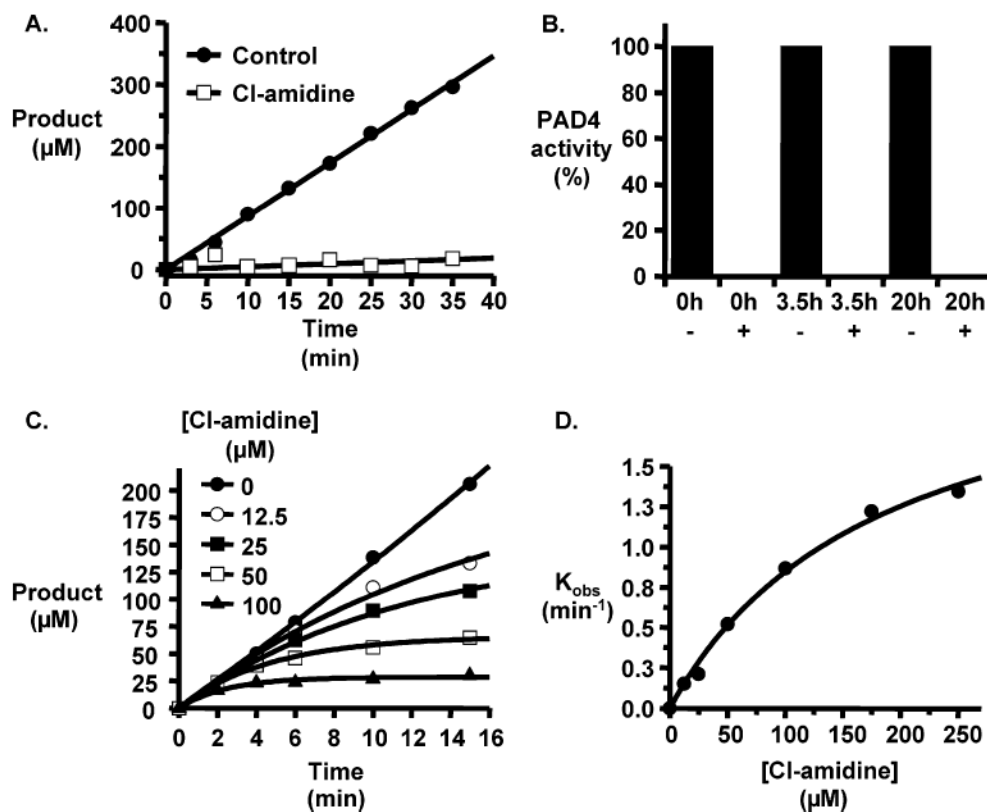 A.
400
300
200
100
0
Product
(µM)
Control
Cl-amidine
0 5 10 15 20 25 30 35 40
Time
(min)
B.
100
80
60
40
20
0
PAD4
activity
(%)
0h 0h 3.5h 3.5h 20h 20h
- + - + - +
C.
[Cl-amidine]
(µM)
0
12.5
25
50
100
200
175
150
125
100
75
50
25
0
Product
(µM)
0 2 4 6 8 10 12 14 16
Time
(min)
D.
1.5
1.3
1.0
0.8
0.5
0.3
0.0
Kobs
(min-1)
0 50 100 150 200 250
[Cl-amidine]
(µM)